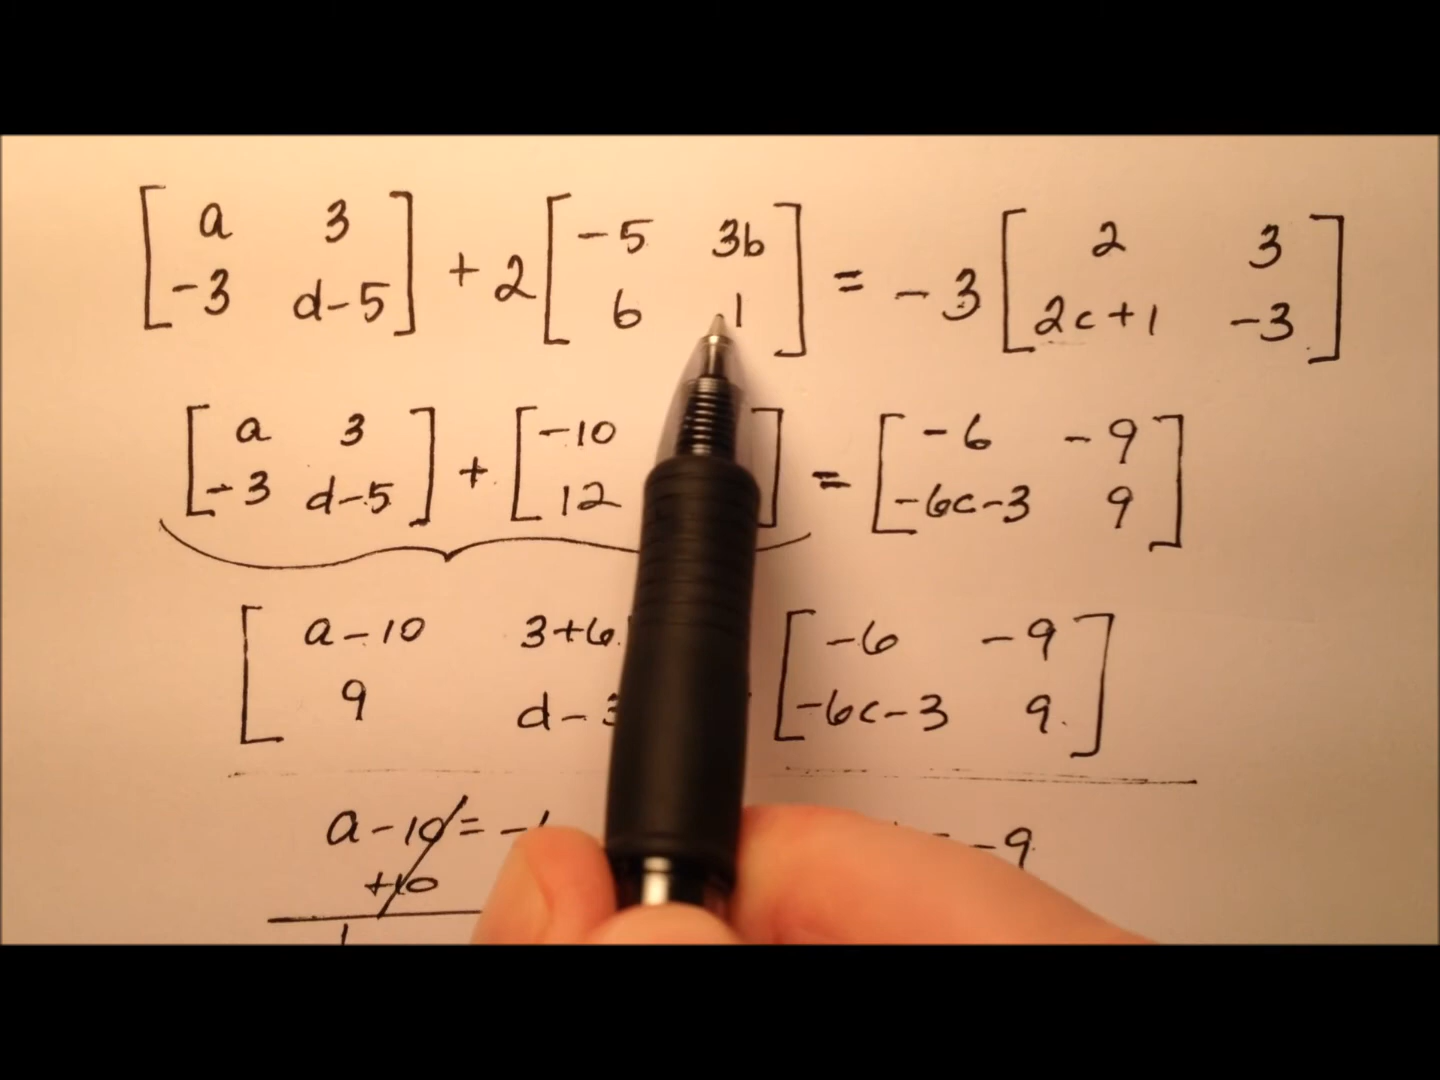 [ a 3 ] + 2 [ -5 3b ] = -3 [ 2 3 ]
[ -3 d-5 ] [ 6 1 ] [ 2c+1 -3 ]
[ a 3 ] + [ -10 ] = [ -6 -9 ]
[ -3 d-5 ] [ 12 ] [ -6c-3 9 ]
[ a-10 3+6 [ -6 -9 ]
[ 9 d-3 [ -6c-3 9 ]
a-10 = - -9
+10